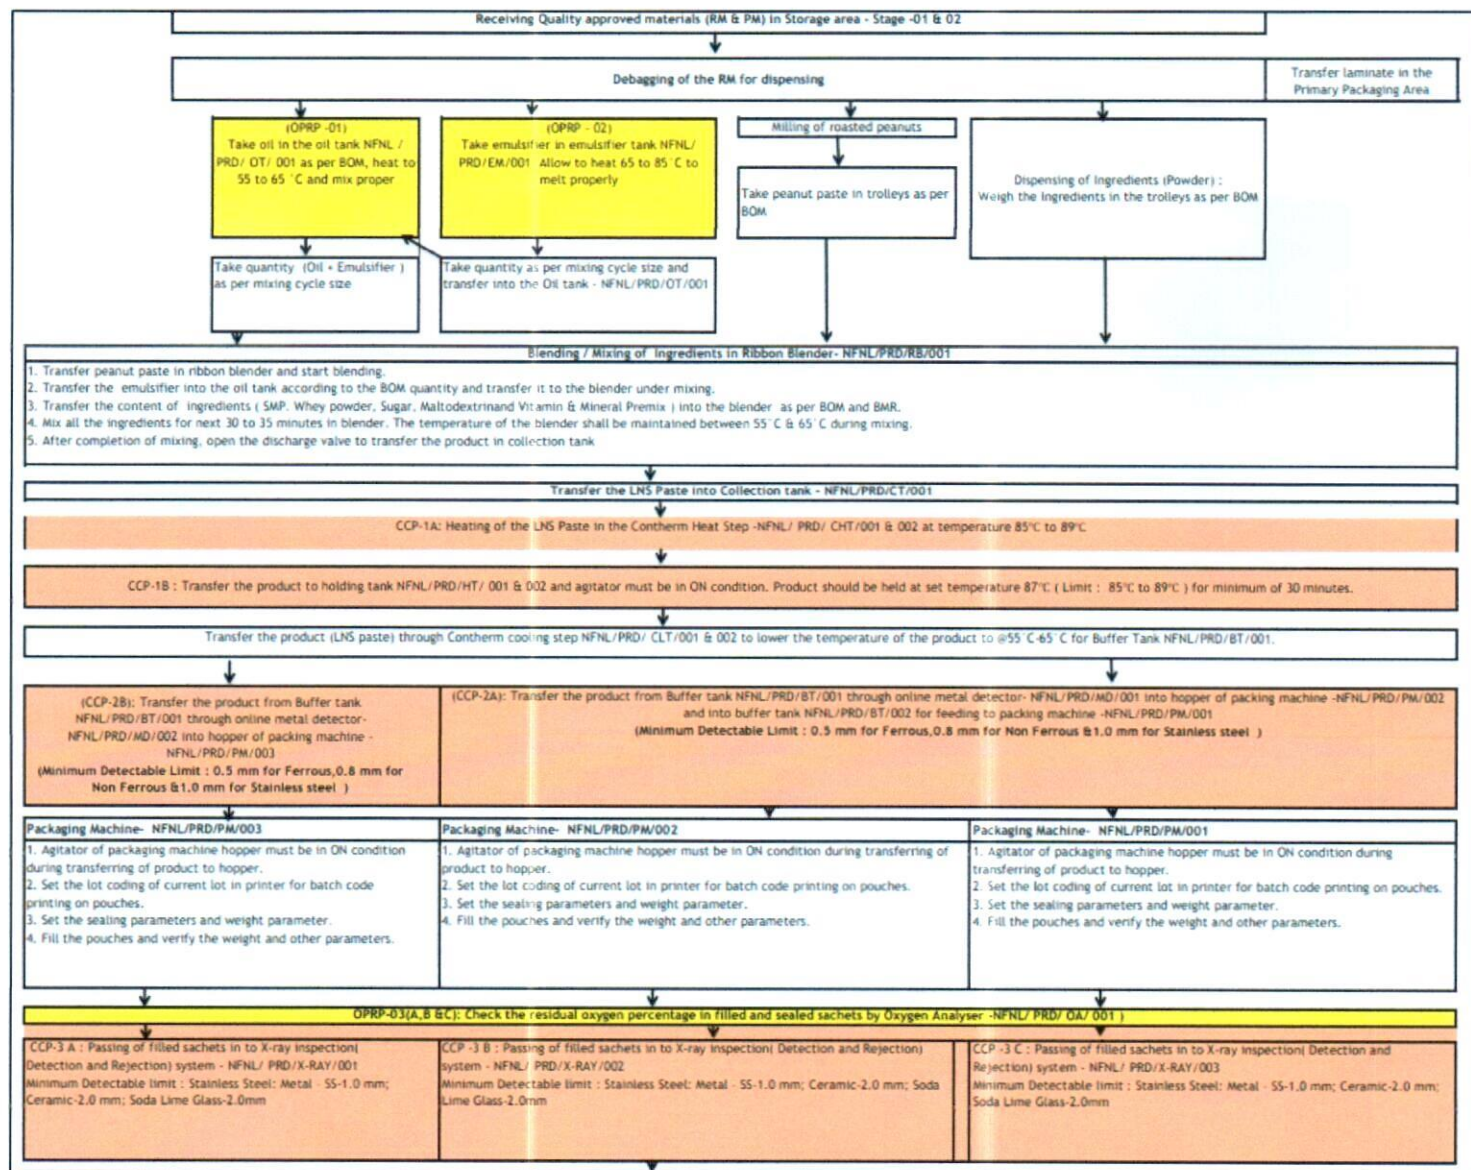 Receiving Quality approved materials (RM & PM) in Storage area - Stage -01 & 02
Debagging of the RM for dispensing
Transfer laminate in the
Primary Packaging Area
(OPRP -01)
Take oil in the oil tank NFNL /
PRD/ OT/ 001 as per BOM, heat to
55 to 65 °C and mix proper
(OPRP - 02)
Take emulsifier in emulsifier tank NFNL/
PRD/EM/001 Allow to heat 65 to 85°C to
melt properly
Milling of roasted peanuts
Take peanut paste in trolleys as per
BOM
Dispensing of Ingredients (Powder) :
Weigh the Ingredients in the trolleys as per BOM
Take quantity (Oil + Emulsifier )
as per mixing cycle size
Take quantity as per mixing cycle size and
transfer into the Oil tank - NFNL/PRD/OT/001
Blending / Mixing of Ingredients in Ribbon Blender- NFNL/PRD/RB/001
1. Transfer peanut paste in ribbon blender and start blending.
2. Transfer the emulsifier into the oil tank according to the BOM quantity and transfer it to the blender under mixing.
3. Transfer the content of ingredients ( SMP. Whey powder, Sugar, Maltodextrinand Vitamin & Mineral Premix ) into the blender as per BOM and BMR.
4. Mix all the ingredients for next 30 to 35 minutes in blender. The temperature of the blender shall be maintained between 55°C & 65°C during mixing.
5. After completion of mixing, open the discharge valve to transfer the product in collection tank
Transfer the LNS Paste into Collection tank - NFNL/PRD/CT/001
CCP-1A: Heating of the LNS Paste in the Contherm Heat Step -NFNL/ PRD/ CHT/001 & 002 at temperature 85°C to 89°C
CCP-1B : Transfer the product to holding tank NFNL/PRD/HT/ 001 & 002 and agitator must be in ON condition. Product should be held at set temperature 87°C ( Limit : 85°C to 89°C ) for minimum of 30 minutes.
Transfer the product (LNS paste) through Contherm cooling step NFNL/PRD/ CLT/001 & 002 to lower the temperature of the product to @55°C-65°C for Buffer Tank NFNL/PRD/BT/001.
(CCP-2B): Transfer the product from Buffer tank
NFNL/PRD/BT/001 through online metal detector-
NFNL/PRD/MD/002 into hopper of packing machine -
NFNL/PRD/PM/003
(Minimum Detectable Limit : 0.5 mm for Ferrous,0.8 mm for
Non Ferrous &1.0 mm for Stainless steel )
(CCP-2A): Transfer the product from Buffer tank NFNL/PRD/BT/001 through online metal detector- NFNL/PRD/MD/001 into hopper of packing machine -NFNL/PRD/PM/002
and into buffer tank NFNL/PRD/BT/002 for feeding to packing machine -NFNL/PRD/PM/001
(Minimum Detectable Limit : 0.5 mm for Ferrous,0.8 mm for Non Ferrous &1.0 mm for Stainless steel )
Packaging Machine- NFNL/PRD/PM/003
1. Agitator of packaging machine hopper must be in ON condition
during transferring of product to hopper.
2. Set the lot coding of current lot in printer for batch code
printing on pouches.
3. Set the sealing parameters and weight parameter.
4. Fill the pouches and verify the weight and other parameters.
Packaging Machine- NFNL/PRD/PM/002
1. Agitator of packaging machine hopper must be in ON condition during transferring of
product to hopper.
2. Set the lot coding of current lot in printer for batch code printing on pouches.
3. Set the sealing parameters and weight parameter.
4. Fill the pouches and verify the weight and other parameters.
Packaging Machine- NFNL/PRD/PM/001
1. Agitator of packaging machine hopper must be in ON condition during
transferring of product to hopper.
2. Set the lot coding of current lot in printer for batch code printing on pouches.
3. Set the sealing parameters and weight parameter.
4. Fill the pouches and verify the weight and other parameters.
OPRP-03(A,B &C): Check the residual oxygen percentage in filled and sealed sachets by Oxygen Analyser -NFNL/ PRD/ OA/ 001 )
CCP-3 A : Passing of filled sachets in to X-ray inspection(
Detection and Rejection) system - NFNL/ PRD/X-RAY/001
Minimum Detectable limit : Stainless Steel: Metal - SS-1.0 mm;
Ceramic-2.0 mm; Soda Lime Glass-2.0mm
CCP -3 B : Passing of filled sachets in to X-ray inspection( Detection and Rejection)
system - NFNL/ PRD/X-RAY/002
Minimum Detectable limit : Stainless Steel: Metal - SS-1.0 mm; Ceramic-2.0 mm; Soda
Lime Glass-2.0mm
CCP -3 C : Passing of filled sachets in to X-ray inspection( Detection and
Rejection) system - NFNL/ PRD/X-RAY/003
Minimum Detectable limit : Stainless Steel: Metal - SS-1.0 mm; Ceramic-2.0 mm;
Soda Lime Glass-2.0mm